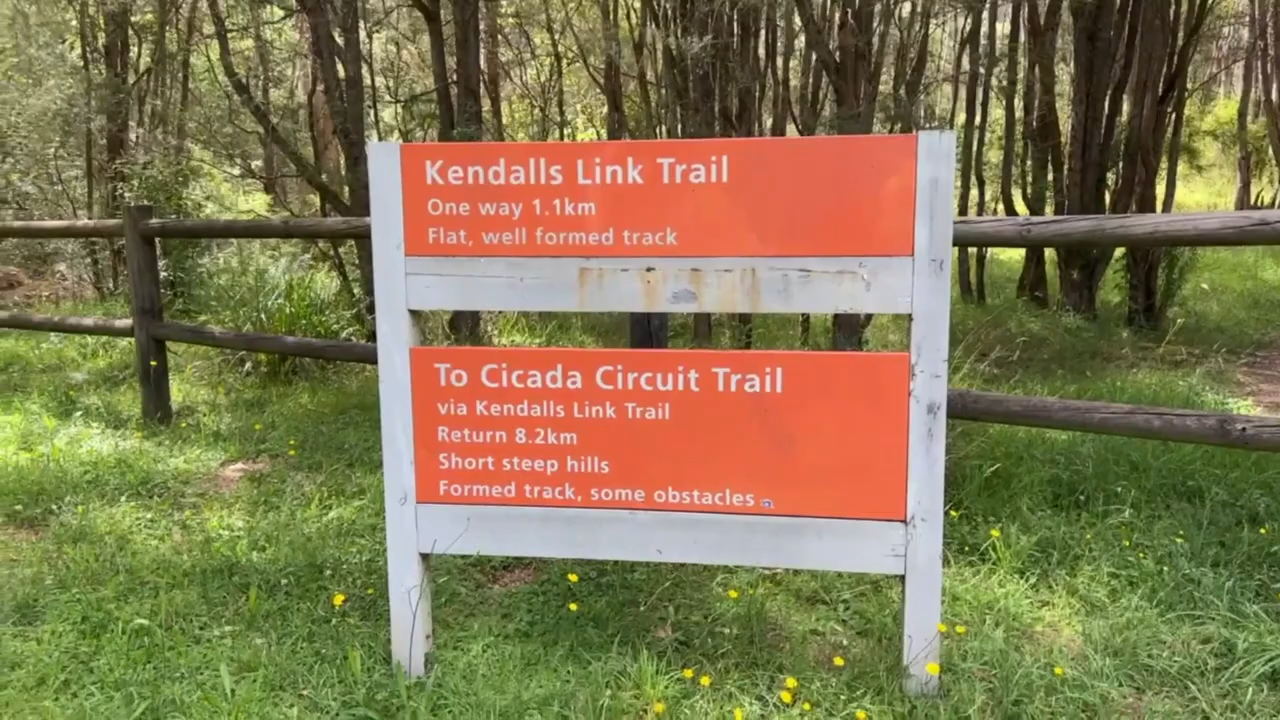 Kendalls Link Trail
One way 1.1km
Flat, well formed track
To Cicada Circuit Trail
via Kendalls Link Trail
Return 8.2km
Short steep hills
Formed track, some obstacles